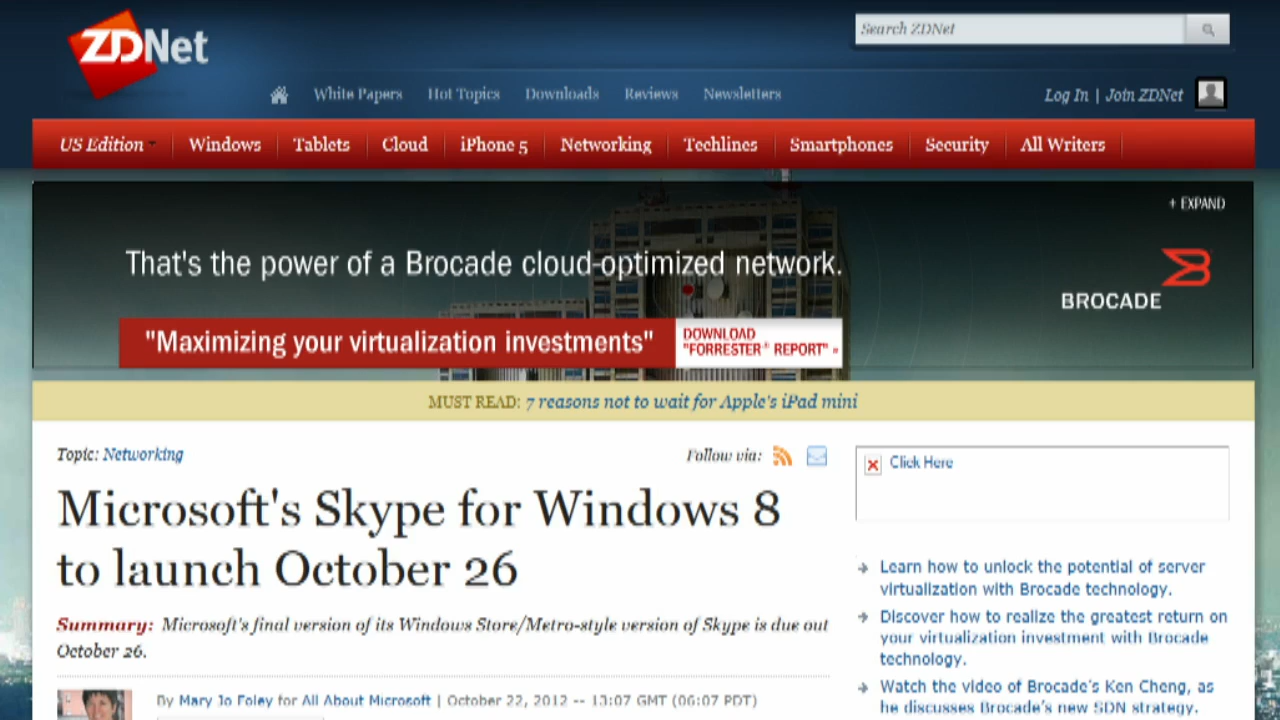 ZDNet
Search ZDNet
White Papers Hot Topics Downloads Reviews Newsletters
Log In | Join ZDNet
US Edition Windows Tablets Cloud iPhone 5 Networking Techlines Smartphones Security All Writers
+ EXPAND
That's the power of a Brocade cloud-optimized network.
BROCADE
"Maximizing your virtualization investments"
DOWNLOAD
"FORRESTER® REPORT" »
MUST READ: 7 reasons not to wait for Apple's iPad mini
Topic: Networking
Follow via:
Microsoft's Skype for Windows 8
to launch October 26
Summary: Microsoft's final version of its Windows Store/Metro-style version of Skype is due out
October 26.
By Mary Jo Foley for All About Microsoft | October 22, 2012 -- 13:07 GMT (06:07 PDT)
Click Here
Learn how to unlock the potential of server
virtualization with Brocade technology.
Discover how to realize the greatest return on
your virtualization investment with Brocade
technology.
Watch the video of Brocade's Ken Cheng, as
he discusses Brocade's new SDN strategy.